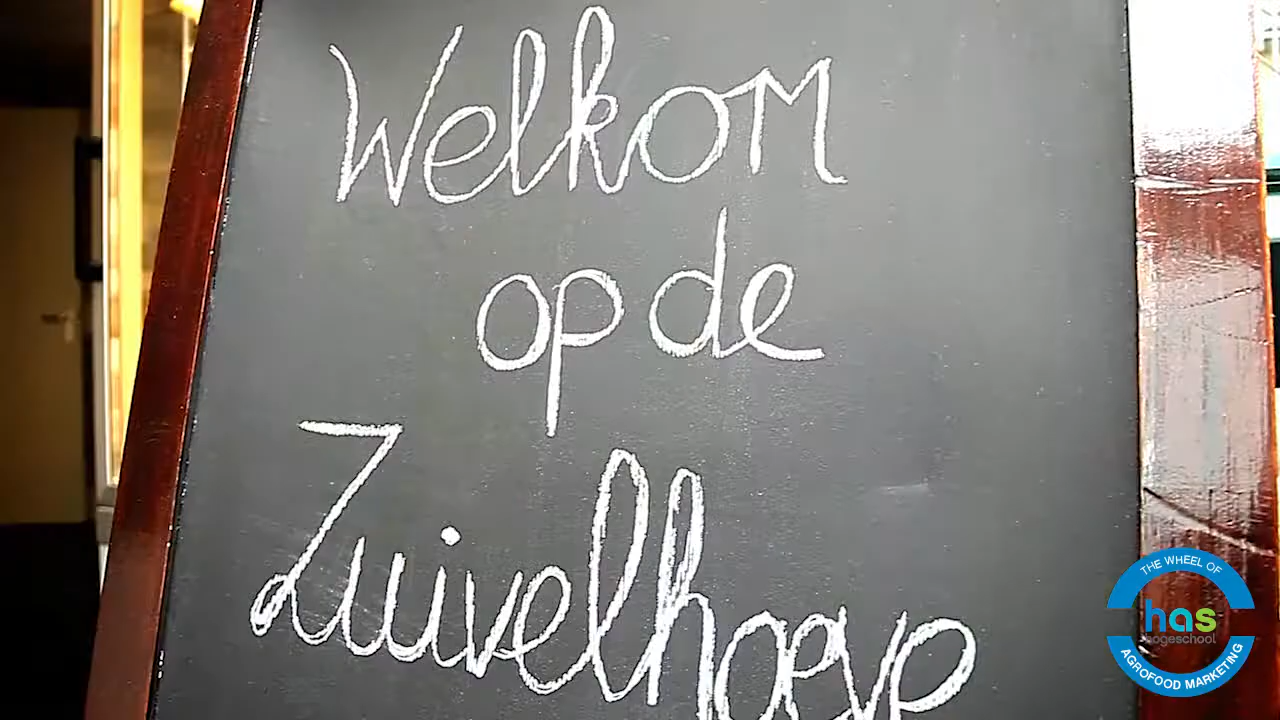 Welkom
op de
Zuivelhoeve
THE WHEEL OF
has
hogeschool
AGROFOOD MARKETING